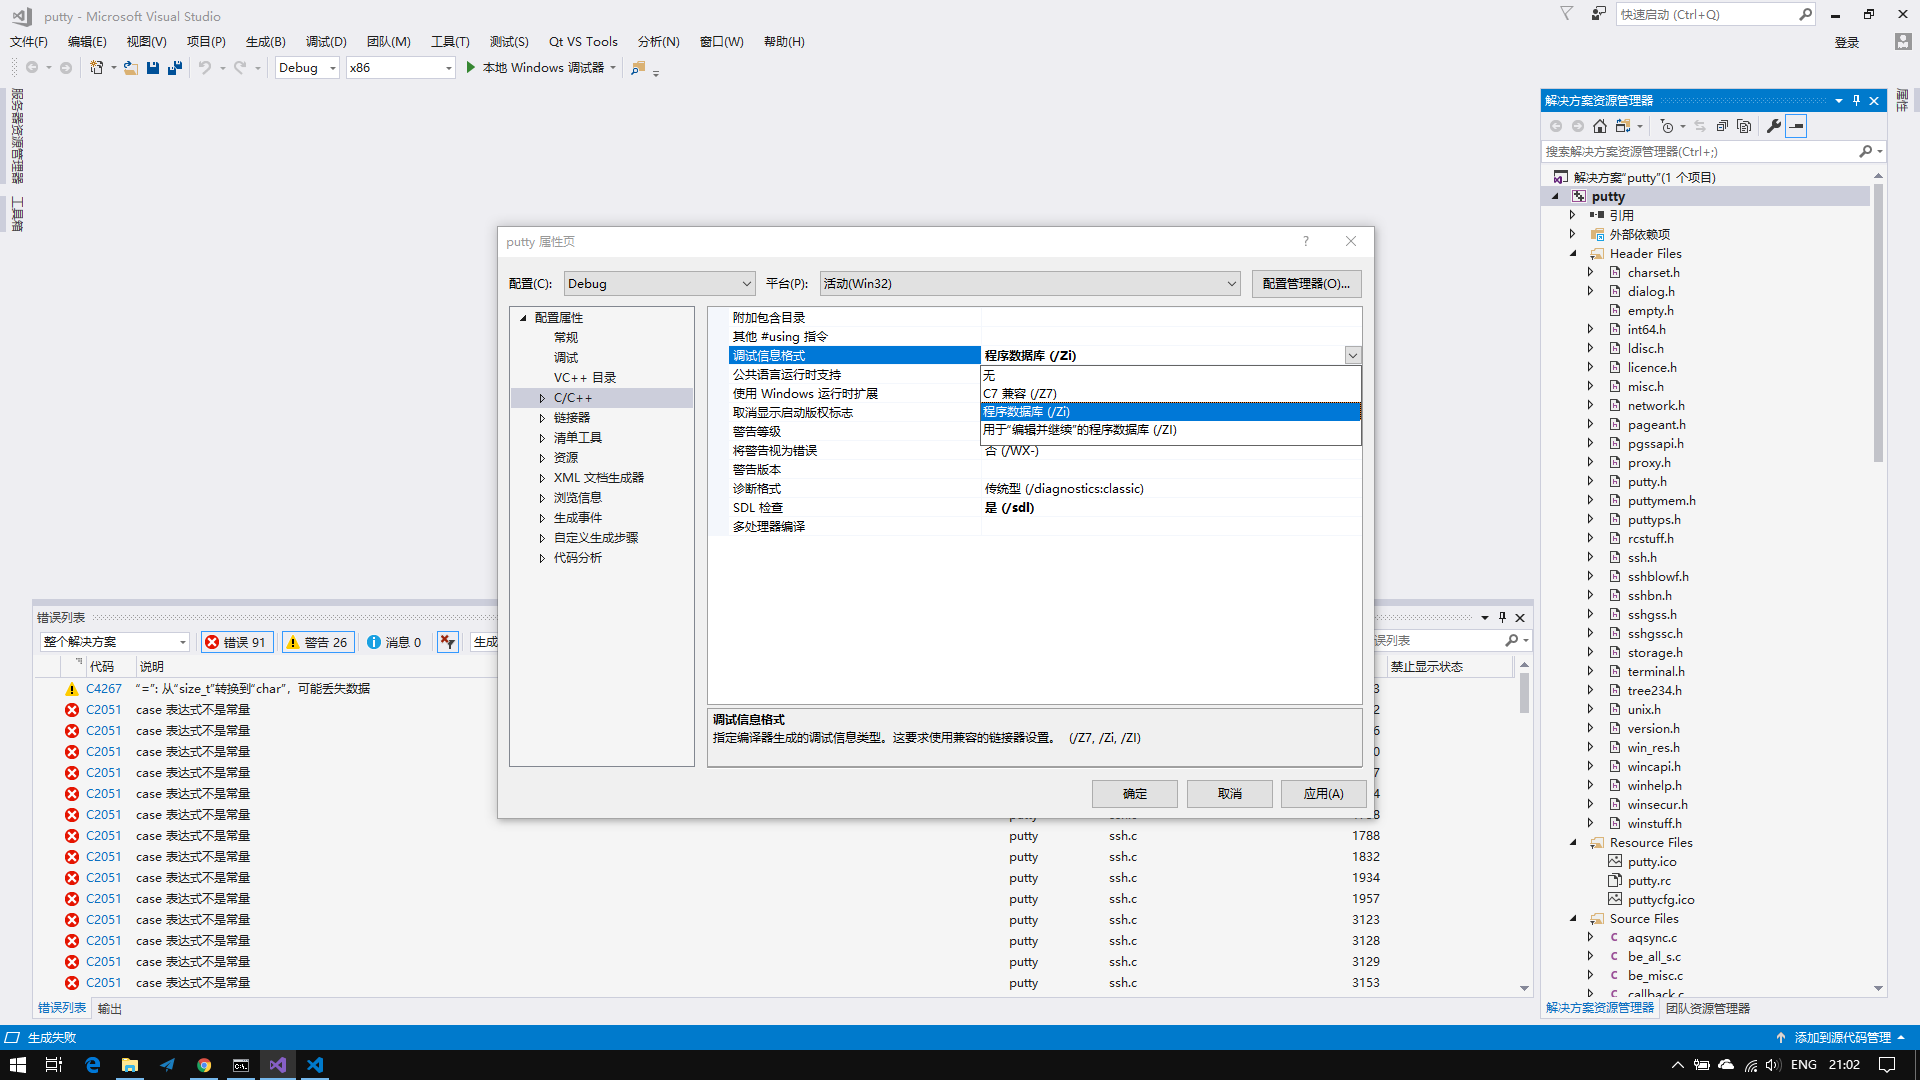 putty - Microsoft Visual Studio
快速启动 (Ctrl+Q)
文件(F) 编辑(E) 视图(V) 项目(P) 生成(B) 调试(D) 团队(M) 工具(T) 测试(S) Qt VS Tools 分析(N) 窗口(W) 帮助(H)
登录
Debug x86 本地 Windows 调试器
服务器资源管理器
工具箱
属性
解决方案资源管理器
搜索解决方案资源管理器(Ctrl+;)
解决方案"putty"(1 个项目)
putty
引用
外部依赖项
Header Files
charset.h
dialog.h
empty.h
int64.h
ldisc.h
licence.h
misc.h
network.h
pageant.h
pgssapi.h
proxy.h
putty.h
puttymem.h
puttyps.h
rcstuff.h
ssh.h
sshblowf.h
sshbn.h
sshgss.h
sshgssc.h
storage.h
terminal.h
tree234.h
unix.h
version.h
win_res.h
wincapi.h
winhelp.h
winsecur.h
winstuff.h
Resource Files
putty.ico
putty.rc
puttycfg.ico
Source Files
aqsync.c
be_all_s.c
be_misc.c
callback.c
解决方案资源管理器 团队资源管理器
putty 属性页
?
配置(C): Debug 平台(P): 活动(Win32) 配置管理器(O)...
配置属性
常规
调试
VC++ 目录
C/C++
链接器
清单工具
资源
XML 文档生成器
浏览信息
生成事件
自定义生成步骤
代码分析
附加包含目录
其他 #using 指令
调试信息格式 程序数据库 (/Zi)
公共语言运行时支持
使用 Windows 运行时扩展
取消显示启动版权标志
警告等级
将警告视为错误 否 (/WX-)
警告版本
诊断格式 传统型 (/diagnostics:classic)
SDL 检查 是 (/sdl)
多处理器编译
无
C7 兼容 (/Z7)
程序数据库 (/Zi)
用于"编辑并继续"的程序数据库 (/ZI)
调试信息格式
指定编译器生成的调试信息类型。这要求使用兼容的链接器设置。 (/Z7, /Zi, /ZI)
确定 取消 应用(A)
错误列表
整个解决方案 错误 91 警告 26 消息 0 生成 误列表
代码 说明 禁止显示状态
C4267 "=": 从"size_t"转换到"char"，可能丢失数据 3
C2051 case 表达式不是常量 2
C2051 case 表达式不是常量 6
C2051 case 表达式不是常量 0
C2051 case 表达式不是常量 7
C2051 case 表达式不是常量 4
C2051 case 表达式不是常量 putty ssh.c 8
C2051 case 表达式不是常量 putty ssh.c 1788
C2051 case 表达式不是常量 putty ssh.c 1832
C2051 case 表达式不是常量 putty ssh.c 1934
C2051 case 表达式不是常量 putty ssh.c 1957
C2051 case 表达式不是常量 putty ssh.c 3123
C2051 case 表达式不是常量 putty ssh.c 3128
C2051 case 表达式不是常量 putty ssh.c 3129
C2051 case 表达式不是常量 putty ssh.c 3153
错误列表 输出
生成失败
添加到源代码管理
ENG 21:02